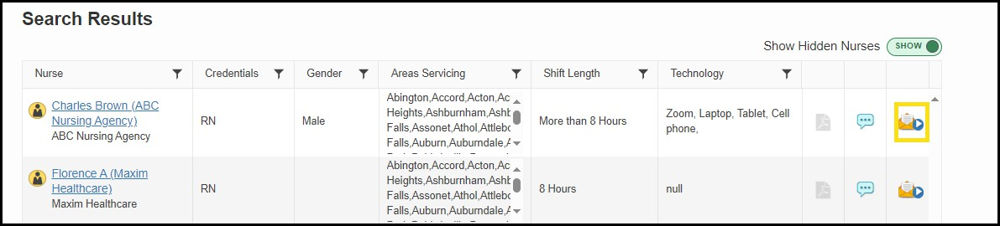 Search Results
Show Hidden Nurses SHOW
Nurse Credentials Gender Areas Servicing Shift Length Technology
Charles Brown (ABC
Nursing Agency)
ABC Nursing Agency
RN
Male
Abington,Accord,Acton,Acc
Heights,Ashburnham,Ashb
Falls,Assonet,Athol,Attlebo
Falls,Auburn,Auburndale,A
More than 8 Hours
Zoom, Laptop, Tablet, Cell
phone,
Florence A (Maxim
Healthcare)
Maxim Healthcare
RN
Abington,Accord,Acton,Acc
Heights,Ashburnham,Ashb
Falls,Assonet,Athol,Attlebo
Falls,Auburn,Auburndale,A
8 Hours
null